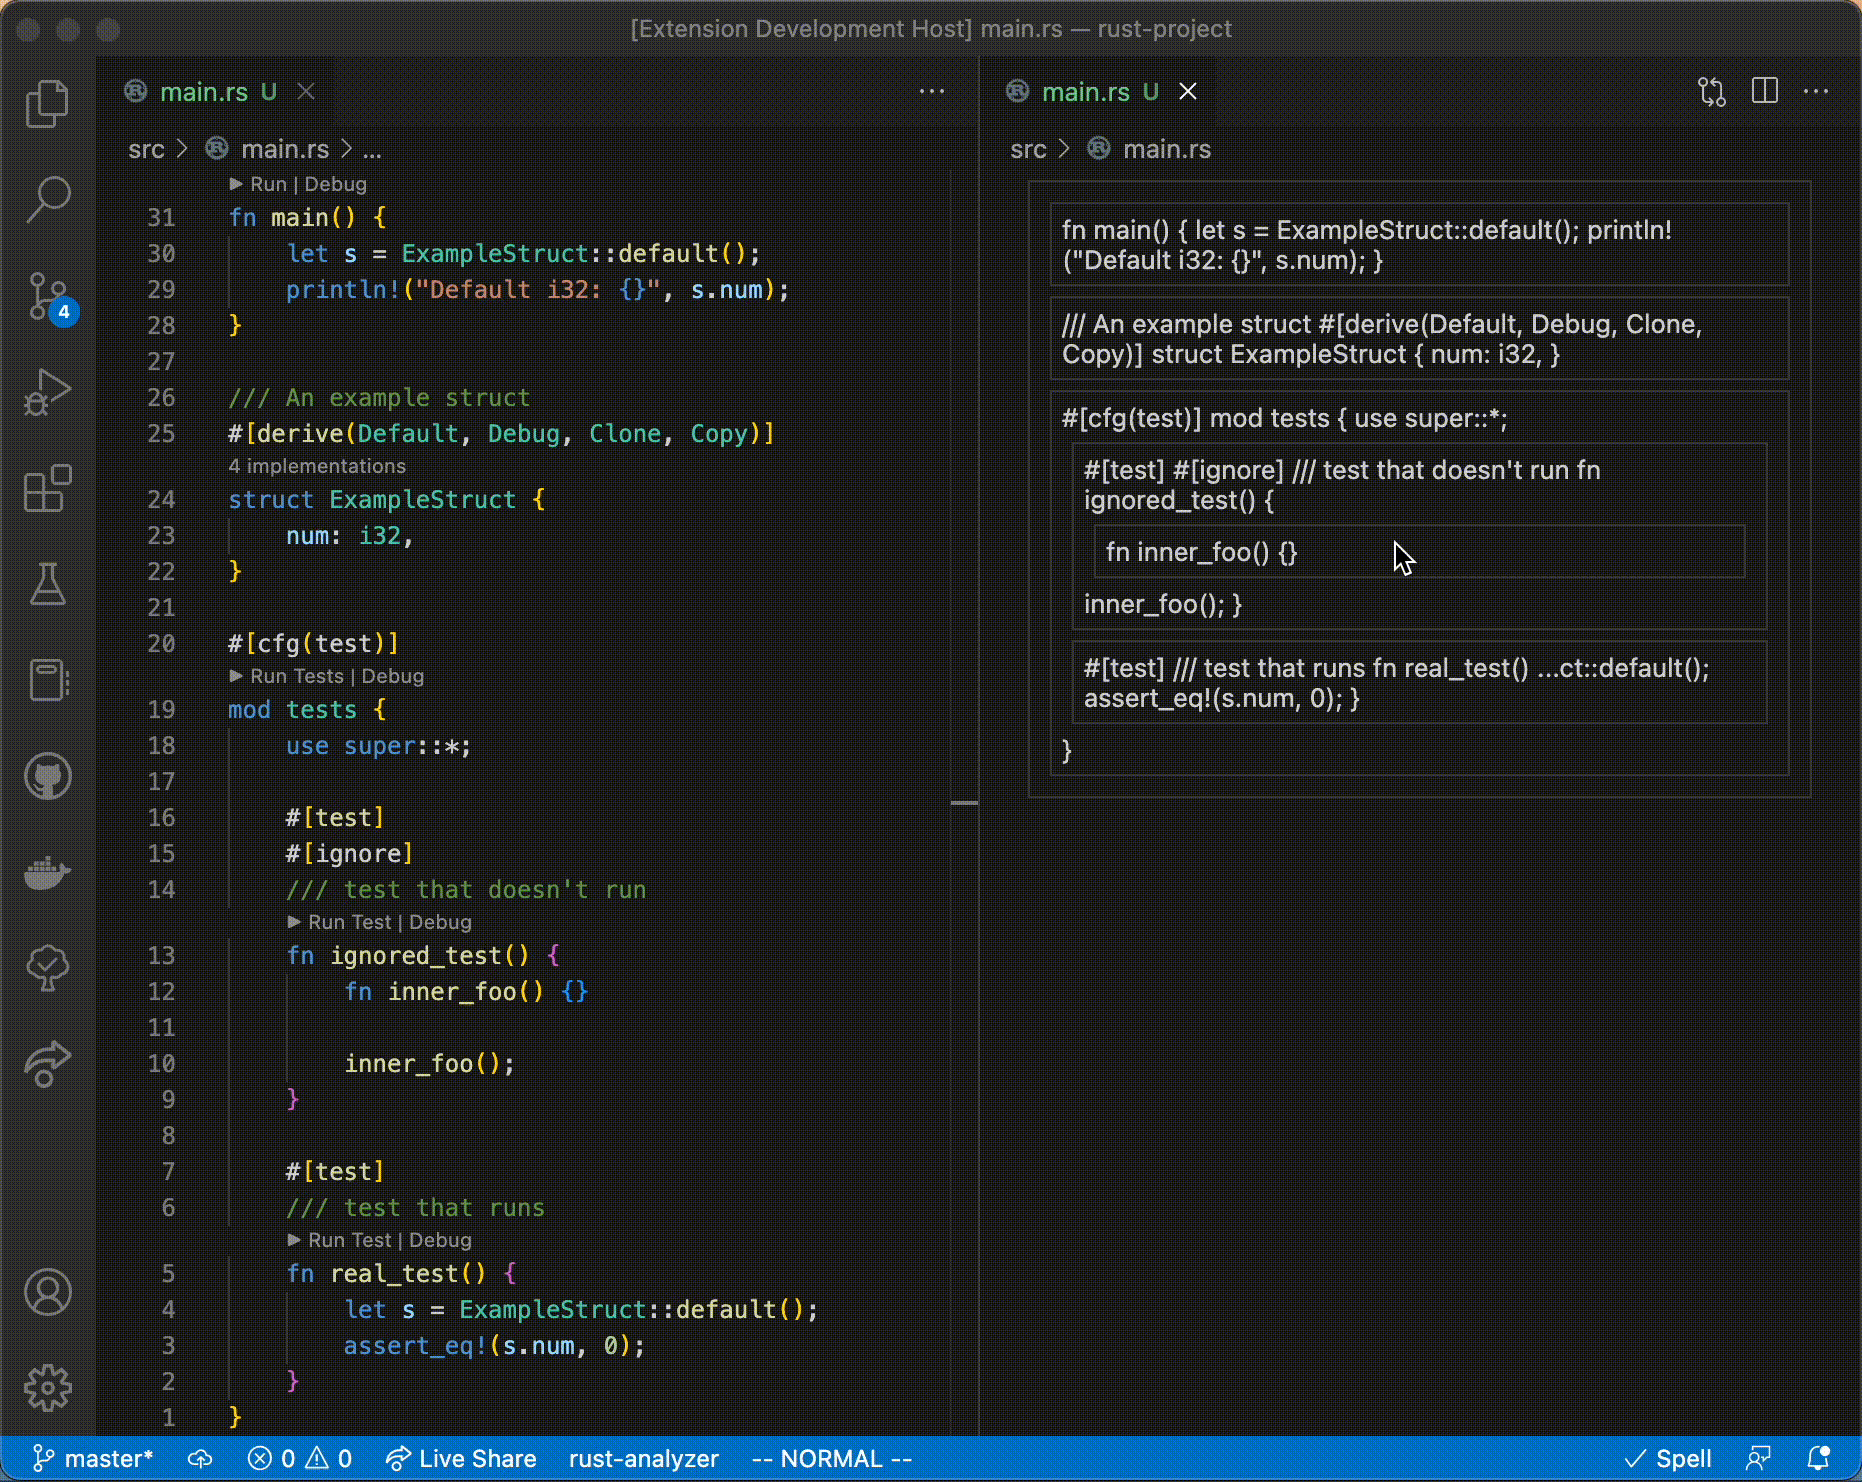 [Extension Development Host] main.rs — rust-project
main.rs U
src > main.rs > ...
Run | Debug
31 fn main() {
30     let s = ExampleStruct::default();
29     println!("Default i32: {}", s.num);
28 }
27
26 /// An example struct
25 #[derive(Default, Debug, Clone, Copy)]
4 implementations
24 struct ExampleStruct {
23     num: i32,
22 }
21
20 #[cfg(test)]
Run Tests | Debug
19 mod tests {
18     use super::*;
17
16     #[test]
15     #[ignore]
14     /// test that doesn't run
Run Test | Debug
13     fn ignored_test() {
12         fn inner_foo() {}
11
10         inner_foo();
9     }
8
7     #[test]
6     /// test that runs
Run Test | Debug
5     fn real_test() {
4         let s = ExampleStruct::default();
3         assert_eq!(s.num, 0);
2     }
1 }
main.rs U
src > main.rs
fn main() { let s = ExampleStruct::default(); println!
("Default i32: {}", s.num); }
/// An example struct #[derive(Default, Debug, Clone,
Copy)] struct ExampleStruct { num: i32, }
#[cfg(test)] mod tests { use super::*;
#[test] #[ignore] /// test that doesn't run fn
ignored_test() {
fn inner_foo() {}
inner_foo(); }
#[test] /// test that runs fn real_test() ...ct::default();
assert_eq!(s.num, 0); }
}
4
master* 0 0 Live Share rust-analyzer -- NORMAL -- Spell